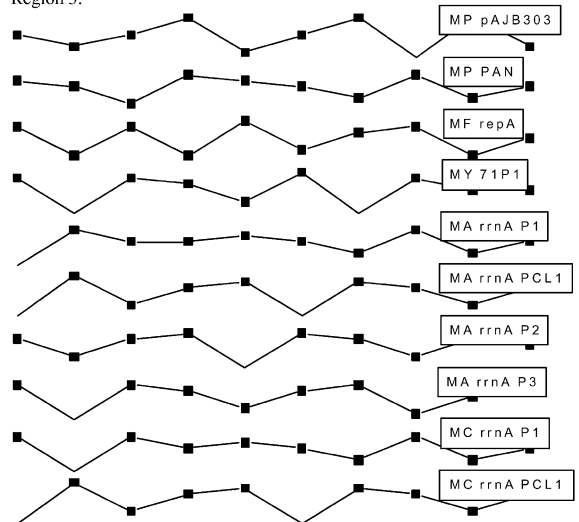 Region 3.
MP pAJB303
MP PAN
MF repA
MY 71P1
MA rrnA P1
MA rrnA PCL1
MA rrnA P2
MA rrnA P3
MC rrnA P1
MC rrnA PCL1